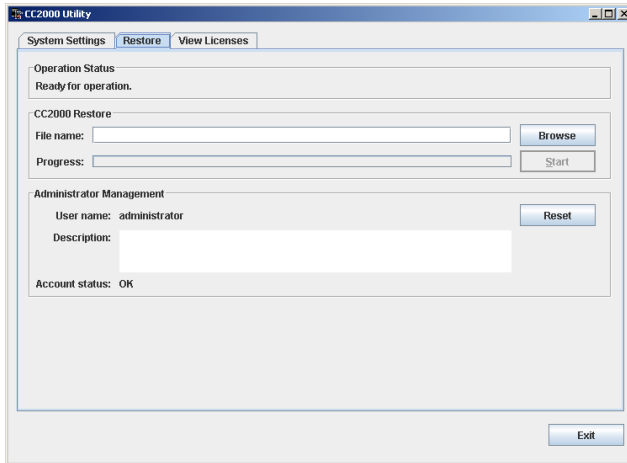 CC2000 Utility
System Settings Restore View Licenses
Operation Status
Ready for operation.
CC2000 Restore
File name: Browse
Progress: Start
Administrator Management
User name: administrator Reset
Description:
Account status: OK
Exit